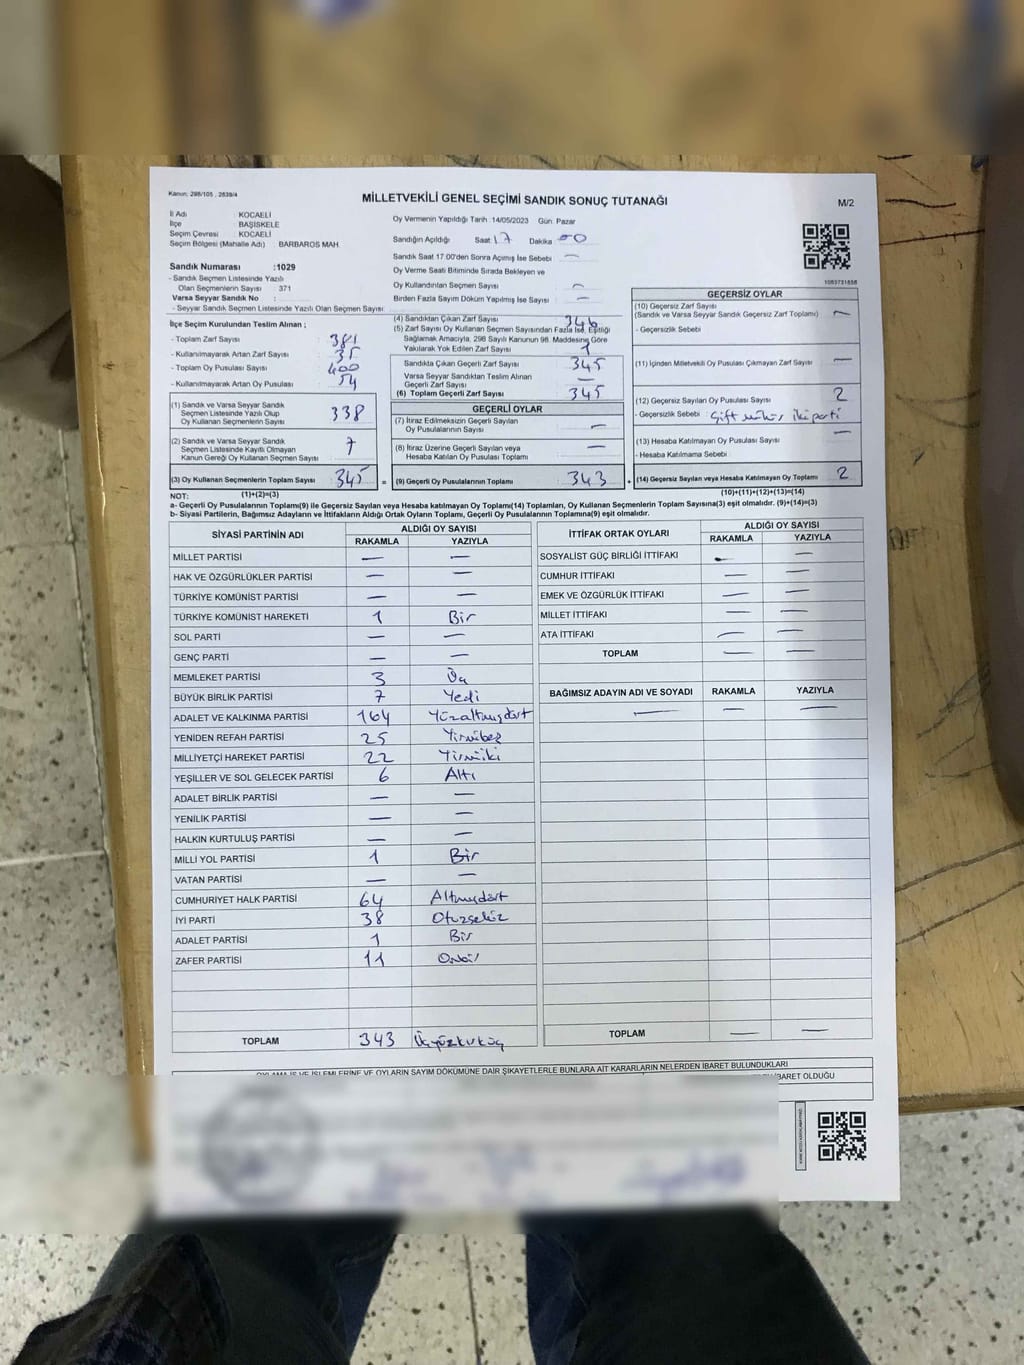 Kanun: 298/105 , 2839/4
MİLLETVEKİLİ GENEL SEÇİMİ SANDIK SONUÇ TUTANAĞI
M/2
İl Adı : KOCAELİ
İlçe : BAŞİSKELE
Seçim Çevresi : KOCAELİ
Seçim Bölgesi (Mahalle Adı) : BARBAROS MAH.
Sandık Numarası :1029
- Sandık Seçmen Listesinde Yazılı
Olan Seçmenlerin Sayısı : 371
Varsa Seyyar Sandık No :
- Seyyar Sandık Seçmen Listesinde Yazılı Olan Seçmen Sayısı:
Oy Vermenin Yapıldığı Tarih :14/05/2023 Gün: Pazar
Sandığın Açıldığı Saat: 17 Dakika: 00
Sandık Saat 17.00'den Sonra Açılmış İse Sebebi : —
Oy Verme Saati Bitiminde Sırada Bekleyen ve
Oy Kullandırılan Seçmen Sayısı : —
Birden Fazla Sayım Döküm Yapılmış İse Sayısı : —
1083731858
İlçe Seçim Kurulundan Teslim Alınan ;
- Toplam Zarf Sayısı : 381
- Kullanılmayarak Artan Zarf Sayısı : 35
- Toplam Oy Pusulası Sayısı : 400
- Kullanılmayarak Artan Oy Pusulası : 54
(1) Sandık ve Varsa Seyyar Sandık
Seçmen Listesinde Yazılı Olup
Oy Kullanan Seçmenlerin Sayısı 338
(2) Sandık ve Varsa Seyyar Sandık
Seçmen Listesinde Kayıtlı Olmayan
Kanun Gereği Oy Kullanan Seçmen Sayısı 7
(3) Oy Kullanan Seçmenlerin Toplam Sayısı 345 =
(4) Sandıktan Çıkan Zarf Sayısı 346
(5) Zarf Sayısı Oy Kullanan Seçmen Sayısından Fazla İse, Eşitliği
Sağlamak Amacıyla, 298 Sayılı Kanunun 98. Maddesine Göre
Yakılarak Yok Edilen Zarf Sayısı 1
Sandıkta Çıkan Geçerli Zarf Sayısı 345
Varsa Seyyar Sandıktan Teslim Alınan
Geçerli Zarf Sayısı —
(6) Toplam Geçerli Zarf Sayısı 345
GEÇERLİ OYLAR
(7) İtiraz Edilmeksizin Geçerli Sayılan
Oy Pusulalarının Sayısı —
(8) İtiraz Üzerine Geçerli Sayılan veya
Hesaba Katılan Oy Pusulası Toplamı —
(9) Geçerli Oy Pusulalarının Toplamı 343 +
GEÇERSİZ OYLAR
(10) Geçersiz Zarf Sayısı
(Sandık ve Varsa Seyyar Sandık Geçersiz Zarf Toplamı) —
- Geçersizlik Sebebi :
(11) İçinden Milletvekili Oy Pusulası Çıkmayan Zarf Sayısı —
(12) Geçersiz Sayılan Oy Pusulası Sayısı 2
- Geçersizlik Sebebi : Çift mühür iki parti
(13) Hesaba Katılmayan Oy Pusulası Sayısı —
- Hesaba Katılmama Sebebi :
(14) Geçersiz Sayılan veya Hesaba Katılmayan Oy Toplamı 2
NOT: (1)+(2)=(3) (10)+(11)+(12)+(13)=(14)
a- Geçerli Oy Pusulalarının Toplamı(9) ile Geçersiz Sayılan veya Hesaba Katılmayan Oy Toplamı(14) Toplamları, Oy Kullanan Seçmenlerin Toplam Sayısına(3) eşit olmalıdır. (9)+(14)=(3)
b- Siyasi Partilerin, Bağımsız Adayların ve İttifakların Aldığı Ortak Oyların Toplamı, Geçerli Oy Pusulalarının Toplamına(9) eşit olmalıdır.
SİYASİ PARTİNİN ADI ALDIĞI OY SAYISI
RAKAMLA YAZIYLA
MİLLET PARTİSİ — —
HAK VE ÖZGÜRLÜKLER PARTİSİ — —
TÜRKİYE KOMÜNİST PARTİSİ — —
TÜRKİYE KOMÜNİST HAREKETİ 1 Bir
SOL PARTİ — —
GENÇ PARTİ — —
MEMLEKET PARTİSİ 3 Üç
BÜYÜK BİRLİK PARTİSİ 7 Yedi
ADALET VE KALKINMA PARTİSİ 164 Yüzaltmışdört
YENİDEN REFAH PARTİSİ 25 Yirmibeş
MİLLİYETÇİ HAREKET PARTİSİ 22 Yirmiiki
YEŞİLLER VE SOL GELECEK PARTİSİ 6 Altı
ADALET BİRLİK PARTİSİ — —
YENİLİK PARTİSİ — —
HALKIN KURTULUŞ PARTİSİ — —
MİLLİ YOL PARTİSİ 1 Bir
VATAN PARTİSİ — —
CUMHURİYET HALK PARTİSİ 64 Altmışdört
İYİ PARTİ 38 Otuzsekiz
ADALET PARTİSİ 1 Bir
ZAFER PARTİSİ 11 Onbir
TOPLAM 343 Üçyüzkırküç
İTTİFAK ORTAK OYLARI ALDIĞI OY SAYISI
RAKAMLA YAZIYLA
SOSYALİST GÜÇ BİRLİĞİ İTTİFAKI — —
CUMHUR İTTİFAKI — —
EMEK VE ÖZGÜRLÜK İTTİFAKI — —
MİLLET İTTİFAKI — —
ATA İTTİFAKI — —
TOPLAM — —
BAĞIMSIZ ADAYIN ADI VE SOYADI RAKAMLA YAZIYLA
— — —
TOPLAM — —
OYLAMA İŞ VE İŞLEMLERİNE VE OYLARIN SAYIM DÖKÜMÜNE DAİR ŞİKAYETLERLE BUNLARA AİT KARARLARIN NELERDEN İBARET BULUNDUKLARI
İBARET OLDUĞU